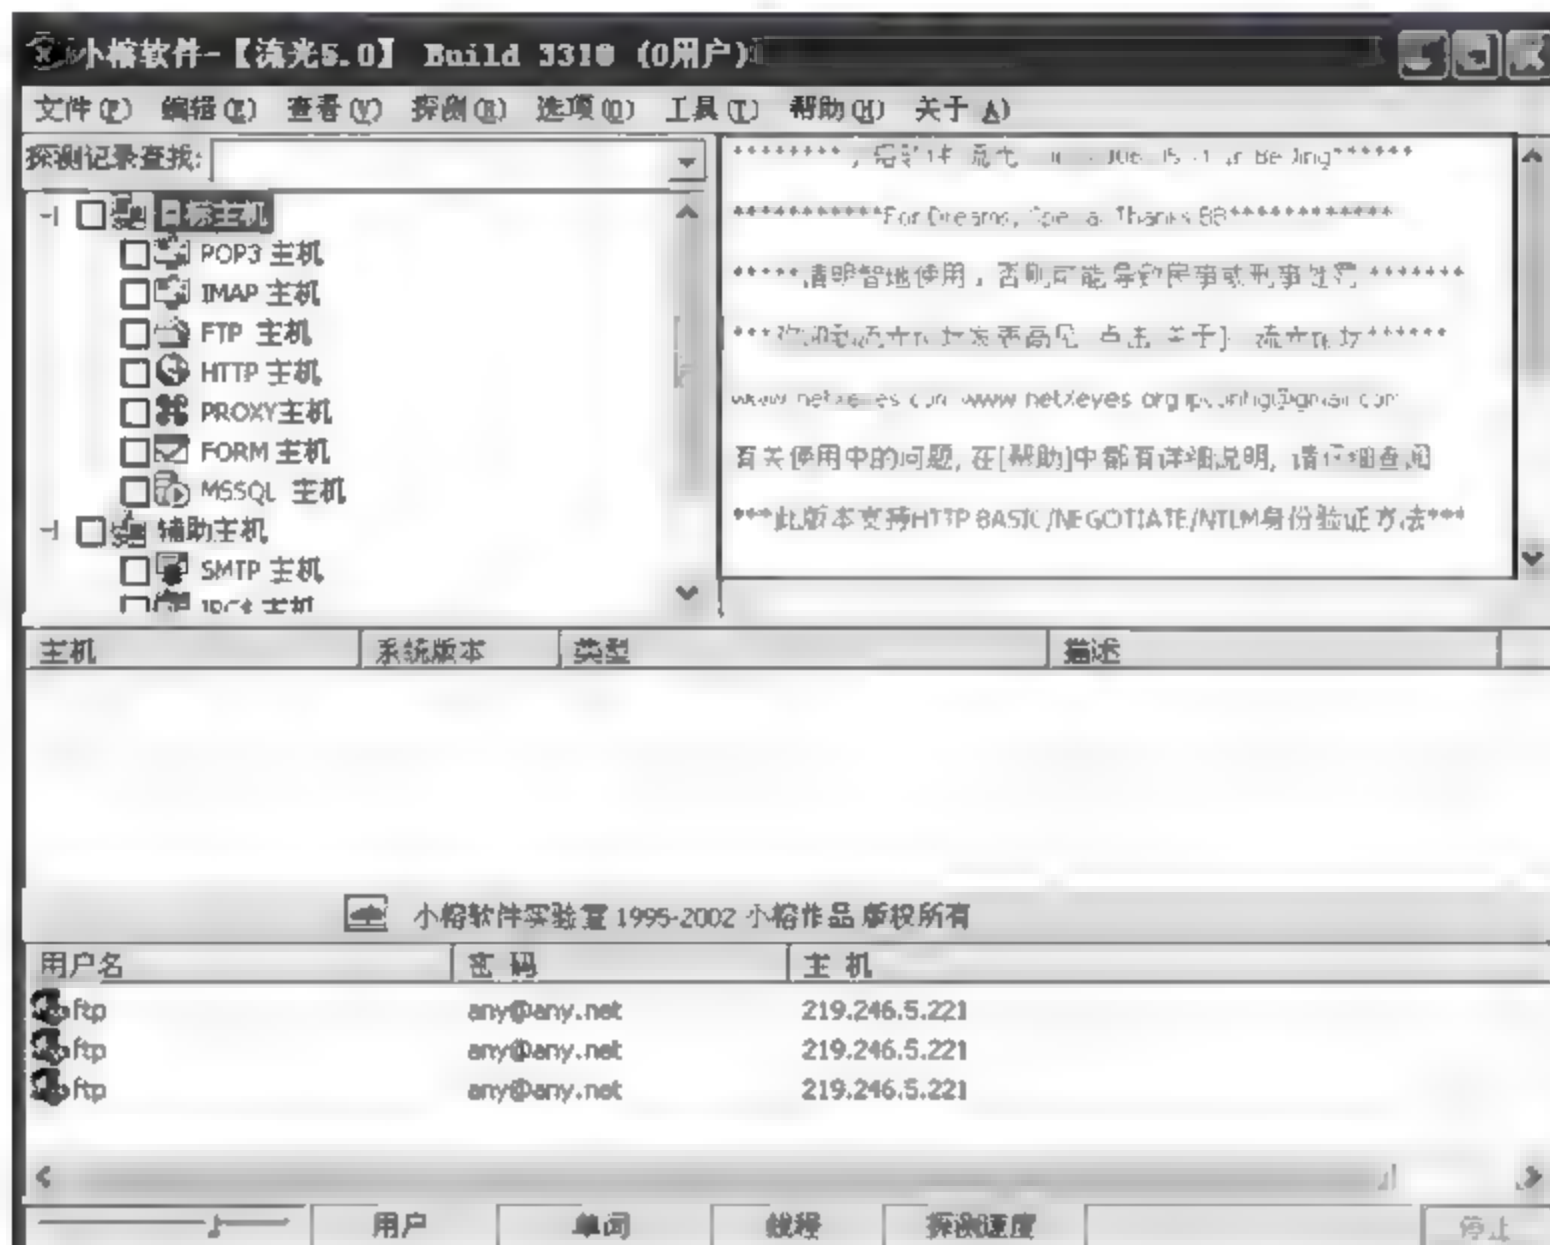 小榕软件-【流光5.0】 Build 3310 (0用户)
文件(F) 编辑(E) 查看(V) 探测(R) 选项(O) 工具(T) 帮助(H) 关于 A)
探测记录查找:
目标主机
POP3 主机
IMAP 主机
FTP 主机
HTTP 主机
PROXY主机
FORM 主机
MSSQL 主机
辅助主机
SMTP 主机
IPC$ 主机
***********For Dreams, Special Thanks BB*************
*****请明智地使用，否则可能导致民事或刑事处罚 *******
www.netxeyes.com www.netXeyes.org ipconfig@gmail.com
有关使用中的问题, 在[帮助]中都有详细说明, 请仔细查阅
***此版本支持HTTP BASIC/NEGOTIATE/NTLM身份验证方法***
主机 系统版本 类型 描述
小榕软件实验室 1995-2002 小榕作品 版权所有
用户名 密 码 主 机
ftp any@any.net 219.246.5.221
ftp any@any.net 219.246.5.221
ftp any@any.net 219.246.5.221
用户 单词 线程 探测速度 停止